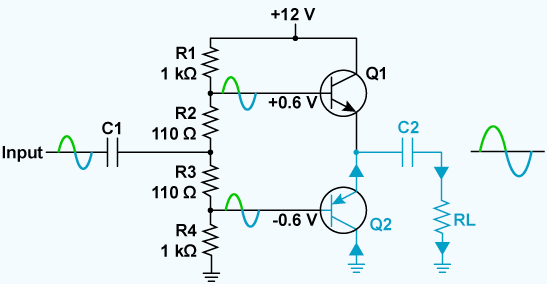 +12 V
R1
1 kΩ
Q1
+0.6 V
R2
110 Ω
C1
C2
Input
R3
110 Ω
-0.6 V
Q2
RL
R4
1 kΩ